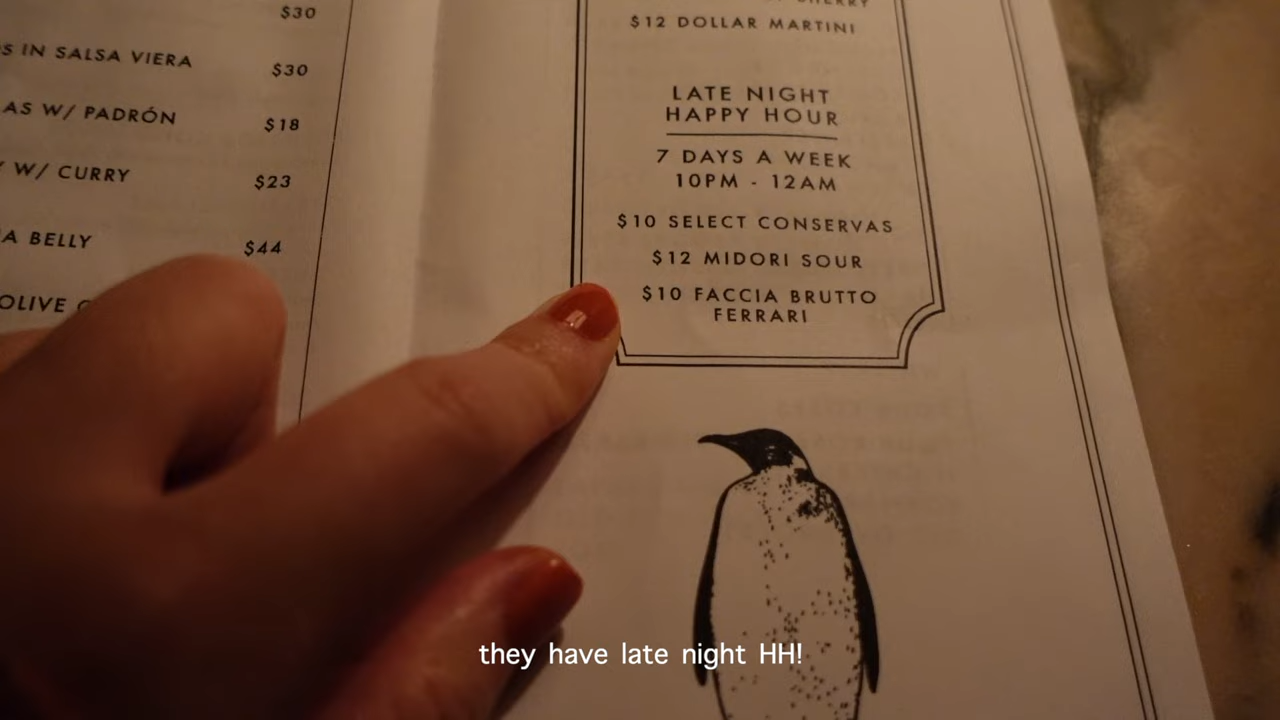 $30
S IN SALSA VIERA $30
AS W/ PADRÓN $18
W/ CURRY $23
A BELLY $44
OLIVE
SHERRY
$12 DOLLAR MARTINI
LATE NIGHT
HAPPY HOUR
7 DAYS A WEEK
10PM - 12AM
$10 SELECT CONSERVAS
$12 MIDORI SOUR
$10 FACCIA BRUTTO
FERRARI
they have late night HH!